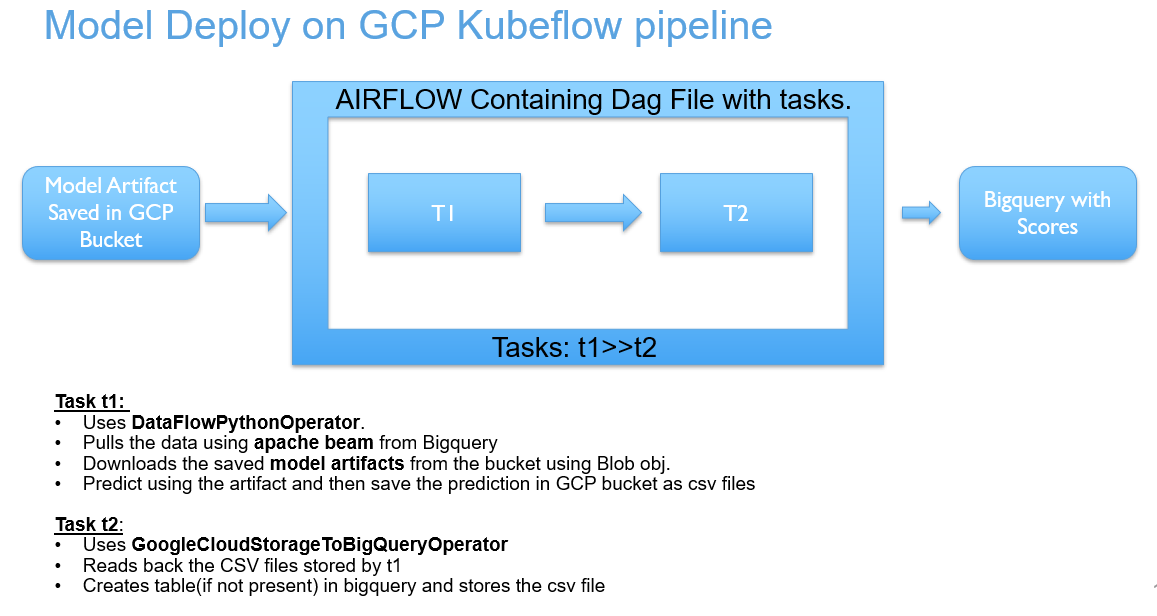 Model Deploy on GCP Kubeflow pipeline
AIRFLOW Containing Dag File with tasks.
Model Artifact
Saved in GCP
Bucket
T1
T2
Bigquery with
Scores
Tasks: t1>>t2
Task t1:
• Uses DataFlowPythonOperator.
• Pulls the data using apache beam from Bigquery
• Downloads the saved model artifacts from the bucket using Blob obj.
• Predict using the artifact and then save the prediction in GCP bucket as csv files
Task t2:
• Uses GoogleCloudStorageToBigQueryOperator
• Reads back the CSV files stored by t1
• Creates table(if not present) in bigquery and stores the csv file